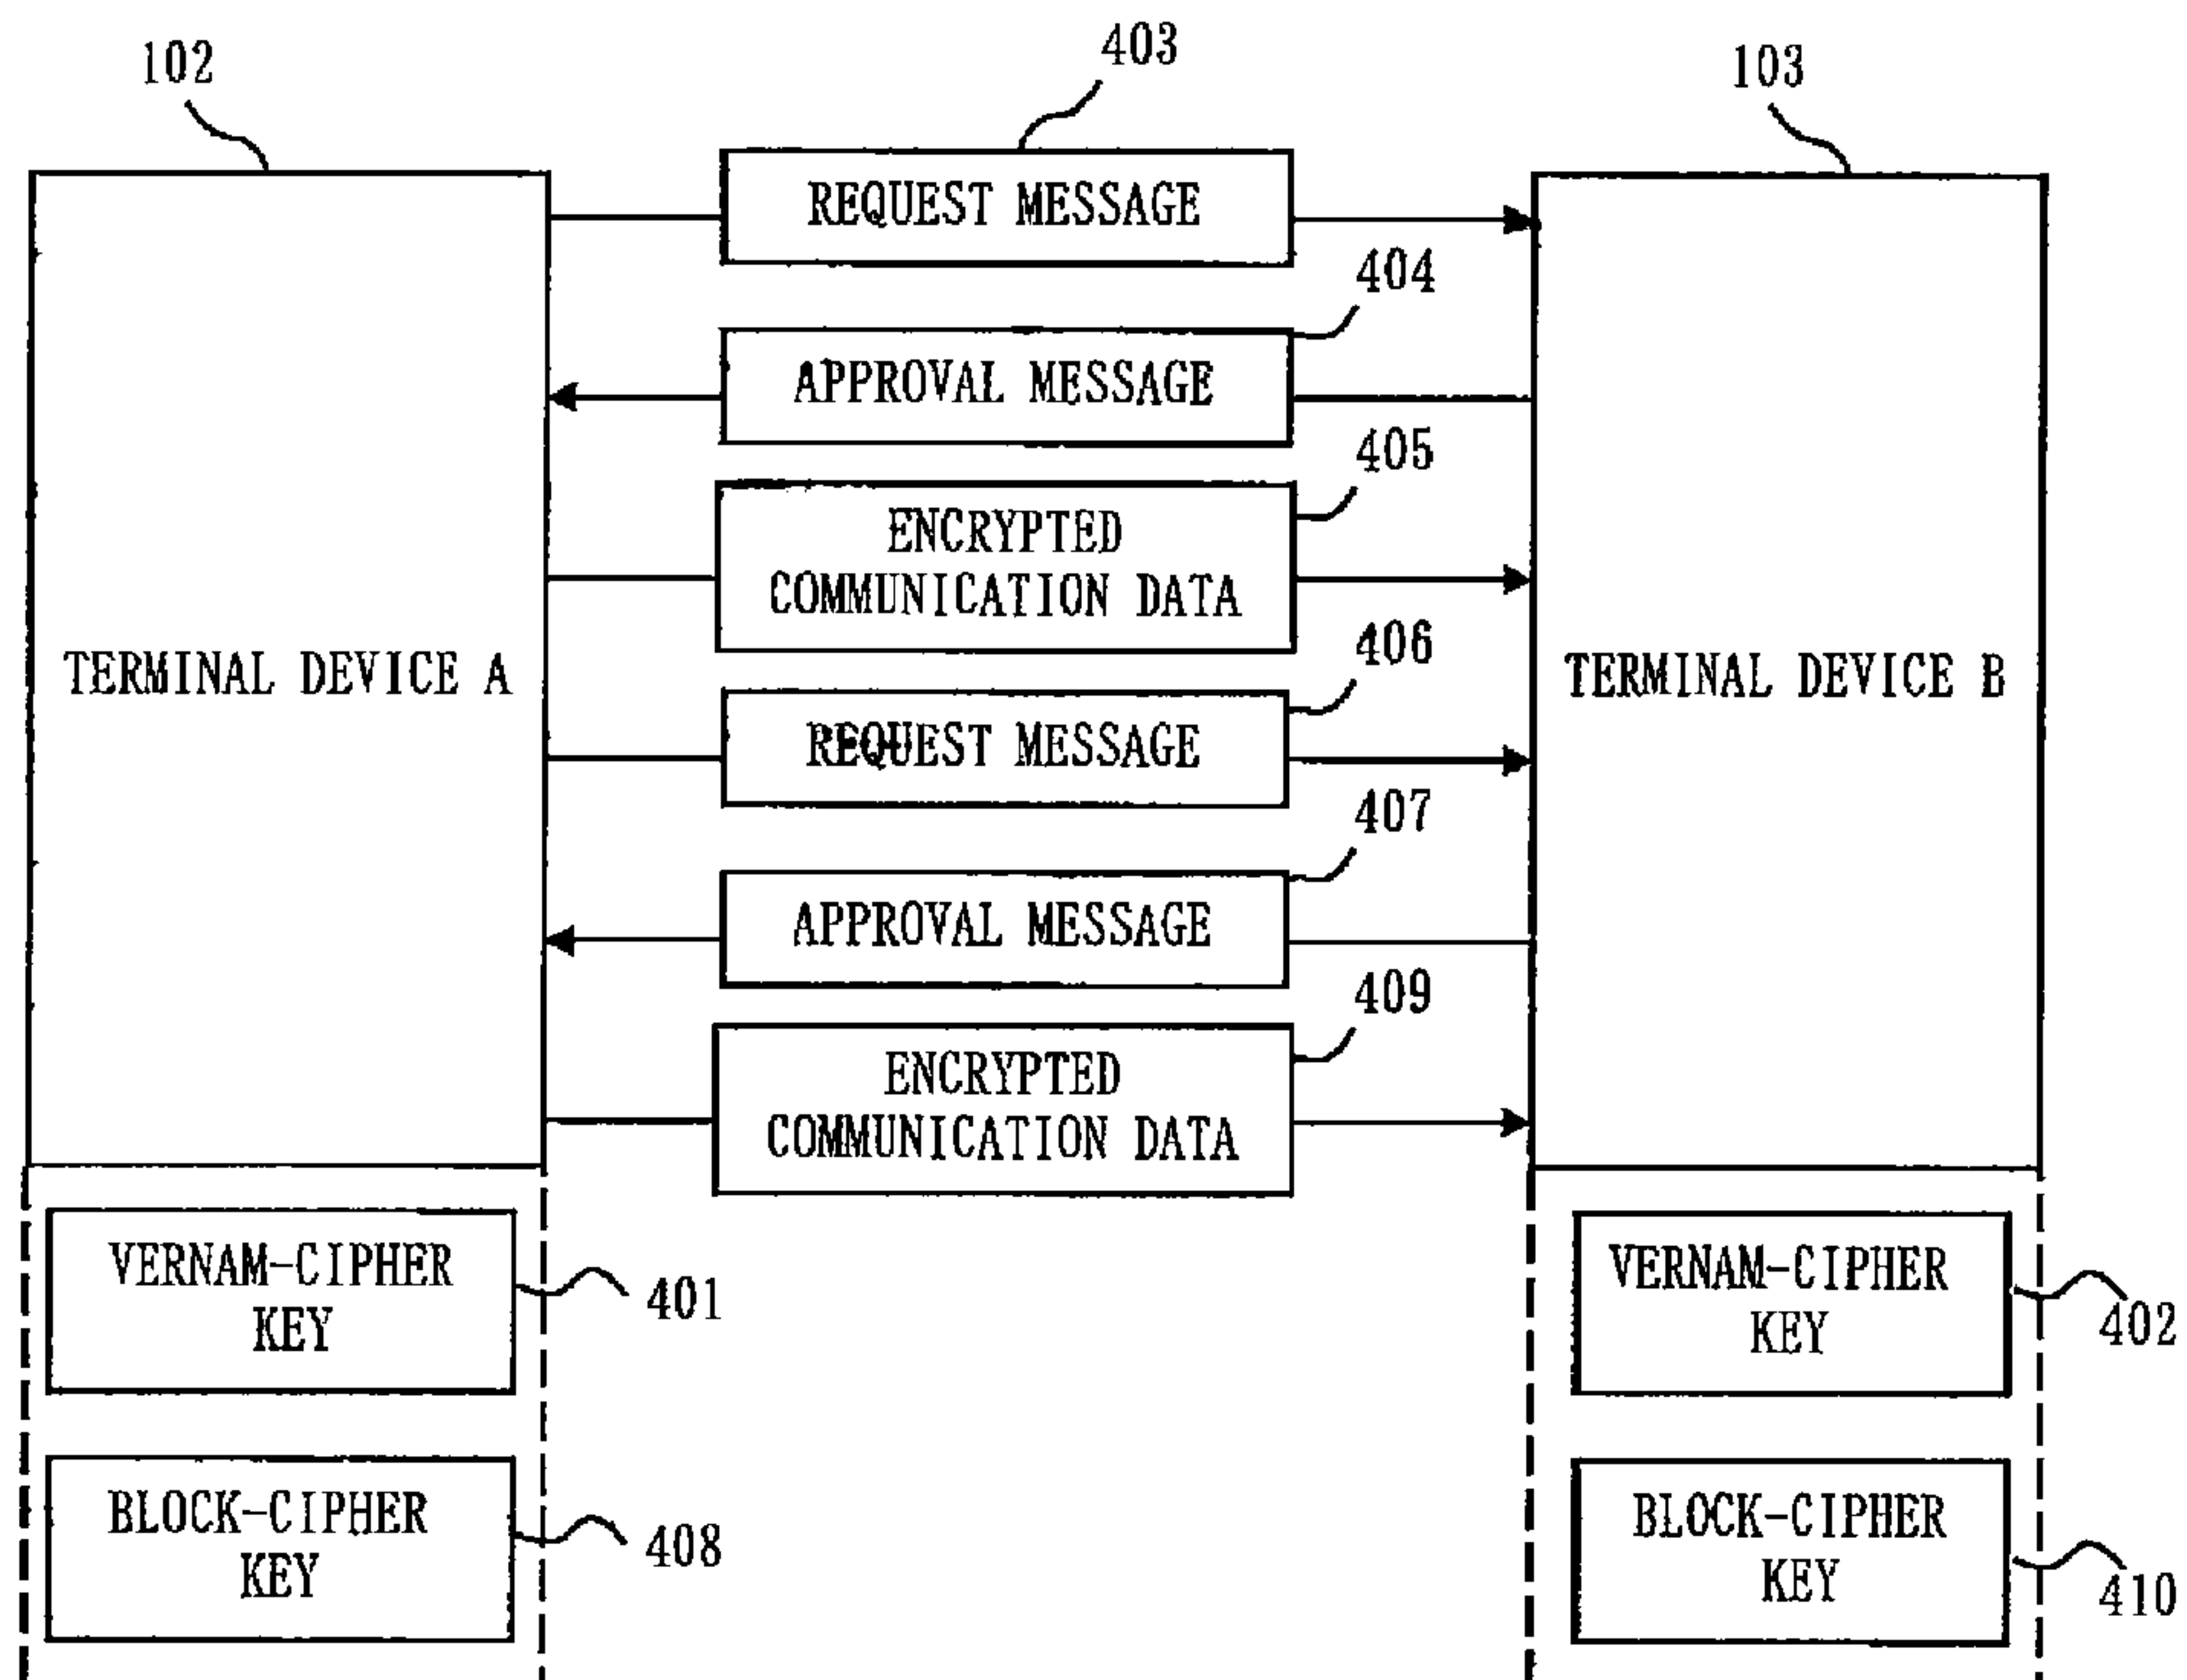 102
403
103
REQUEST MESSAGE
404
APPROVAL MESSAGE
405
ENCRYPTED
COMMUNICATION DATA
406
TERMINAL DEVICE A
TERMINAL DEVICE B
REQUEST MESSAGE
407
APPROVAL MESSAGE
409
ENCRYPTED
COMMUNICATION DATA
VERNAM-CIPHER
KEY
401
VERNAM-CIPHER
KEY
402
BLOCK-CIPHER
KEY
408
BLOCK-CIPHER
KEY
410